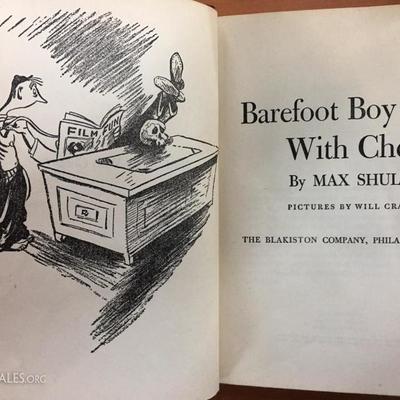 FILM FUN
Barefoot Boy
With Che
By MAX SHUL
PICTURES BY WILL CRA
THE BLAKISTON COMPANY, PHILA
ALES.ORG